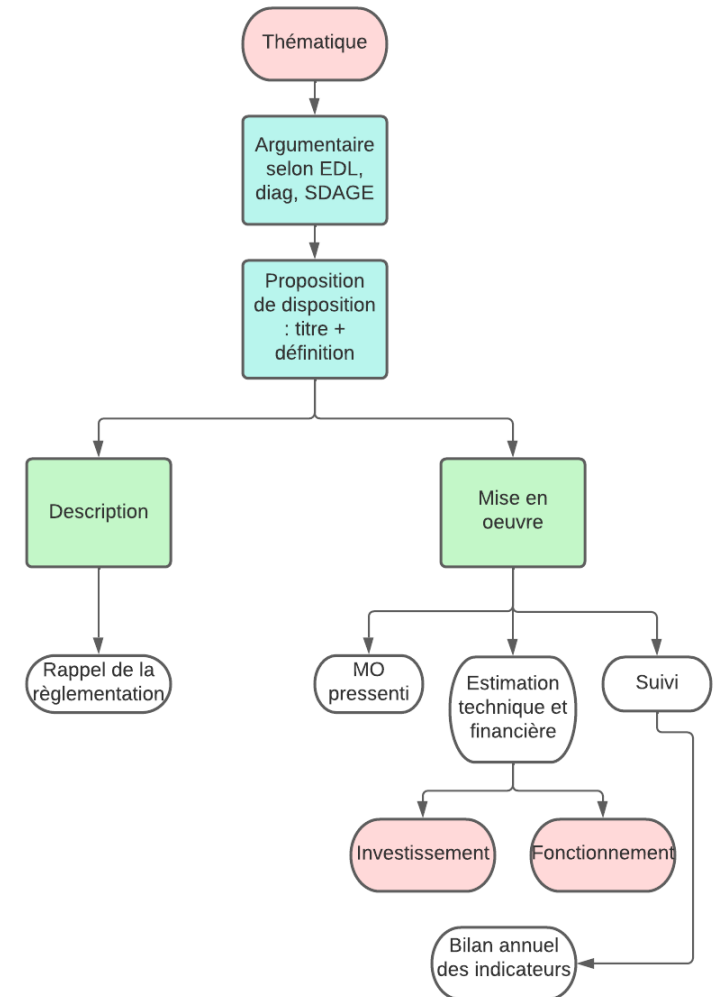 Thématique
Argumentaire
selon EDL,
diag, SDAGE
Proposition
de disposition
: titre +
définition
Description
Mise en
oeuvre
Rappel de la
règlementation
MO
pressenti
Estimation
technique et
financière
Suivi
Investissement
Fonctionnement
Bilan annuel
des indicateurs